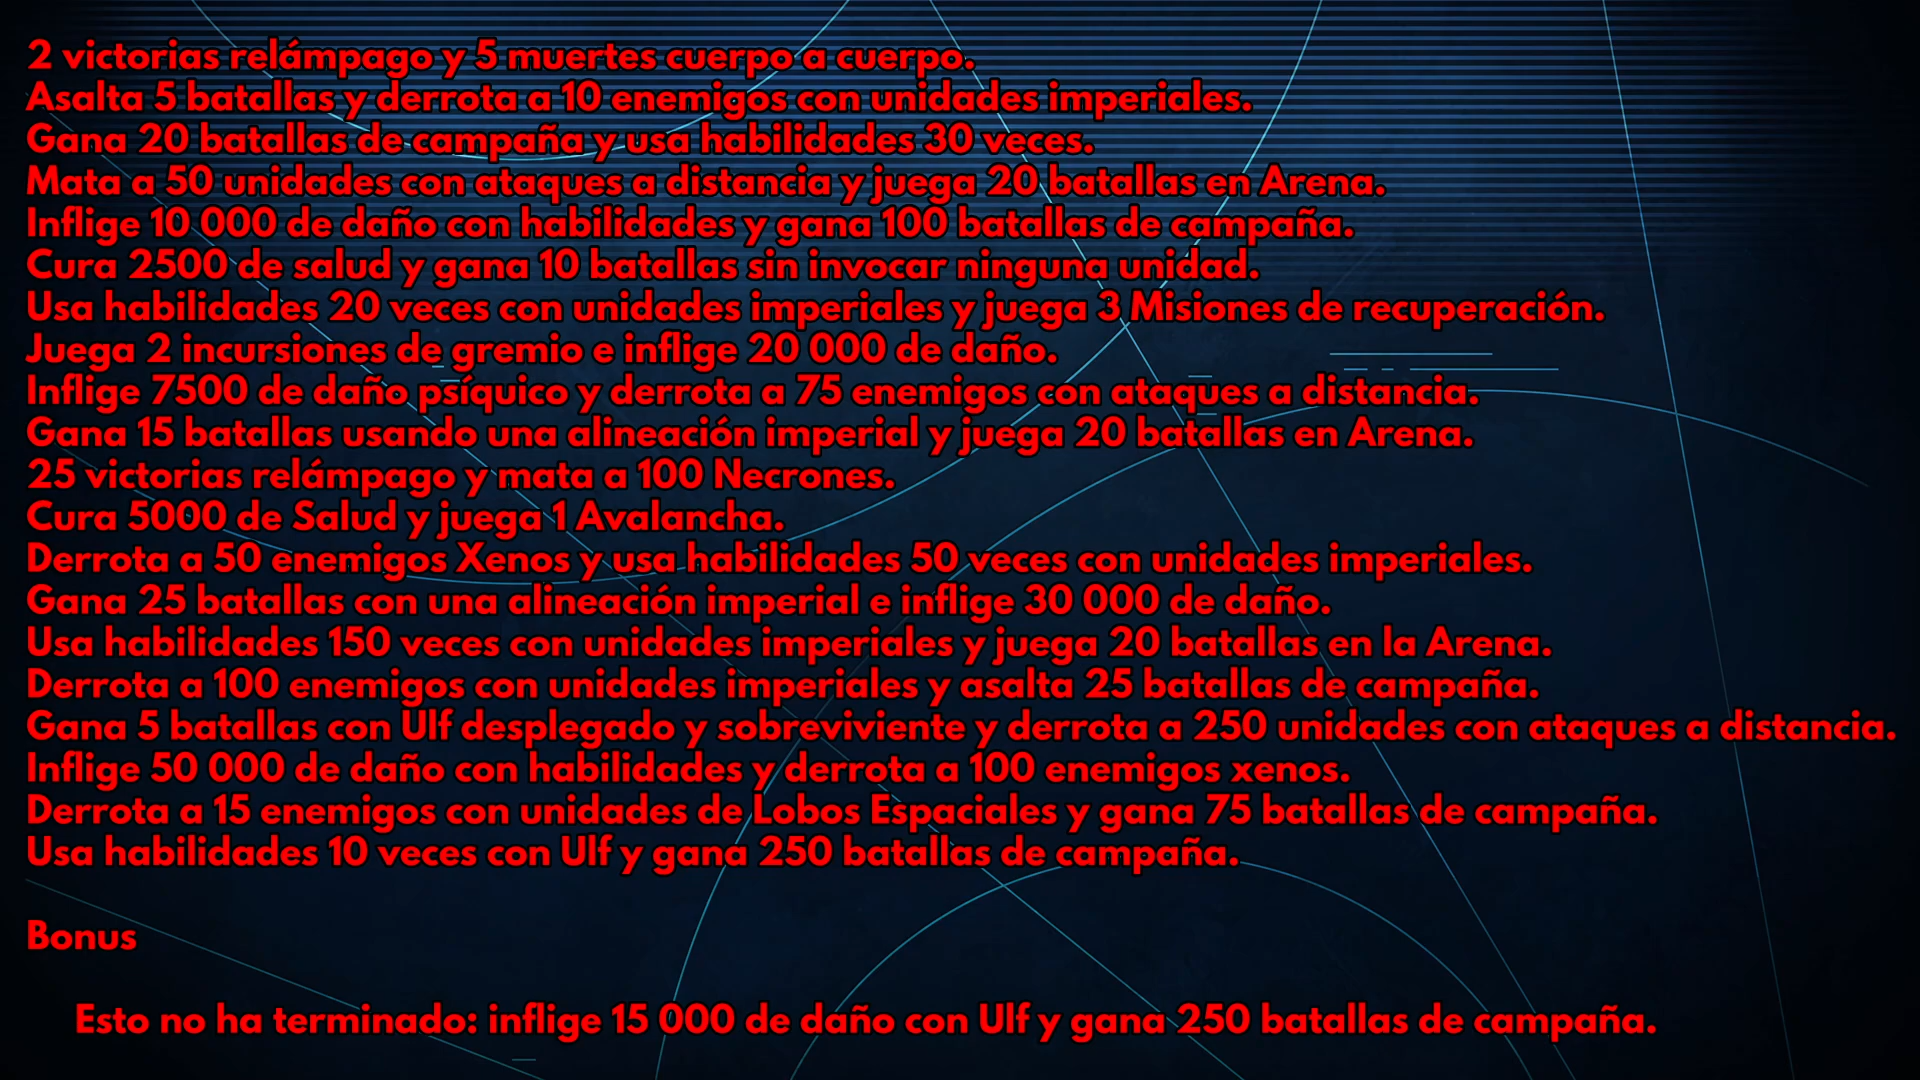 2 victorias relámpago y 5 muertes cuerpo a cuerpo.
Asalta 5 batallas y derrota a 10 enemigos con unidades imperiales.
Gana 20 batallas de campaña y usa habilidades 30 veces.
Mata a 50 unidades con ataques a distancia y juega 20 batallas en Arena.
Inflige 10 000 de daño con habilidades y gana 100 batallas de campaña.
Cura 2500 de salud y gana 10 batallas sin invocar ninguna unidad.
Usa habilidades 20 veces con unidades imperiales y juega 3 Misiones de recuperación.
Juega 2 incursiones de gremio e inflige 20 000 de daño.
Inflige 7500 de daño psíquico y derrota a 75 enemigos con ataques a distancia.
Gana 15 batallas usando una alineación imperial y juega 20 batallas en Arena.
25 victorias relámpago y mata a 100 Necrones.
Cura 5000 de Salud y juega 1 Avalancha.
Derrota a 50 enemigos Xenos y usa habilidades 50 veces con unidades imperiales.
Gana 25 batallas con una alineación imperial e inflige 30 000 de daño.
Usa habilidades 150 veces con unidades imperiales y juega 20 batallas en la Arena.
Derrota a 100 enemigos con unidades imperiales y asalta 25 batallas de campaña.
Gana 5 batallas con Ulf desplegado y sobreviviente y derrota a 250 unidades con ataques a distancia.
Inflige 50 000 de daño con habilidades y derrota a 100 enemigos xenos.
Derrota a 15 enemigos con unidades de Lobos Espaciales y gana 75 batallas de campaña.
Usa habilidades 10 veces con Ulf y gana 250 batallas de campaña.
Bonus
Esto no ha terminado: inflige 15 000 de daño con Ulf y gana 250 batallas de campaña.